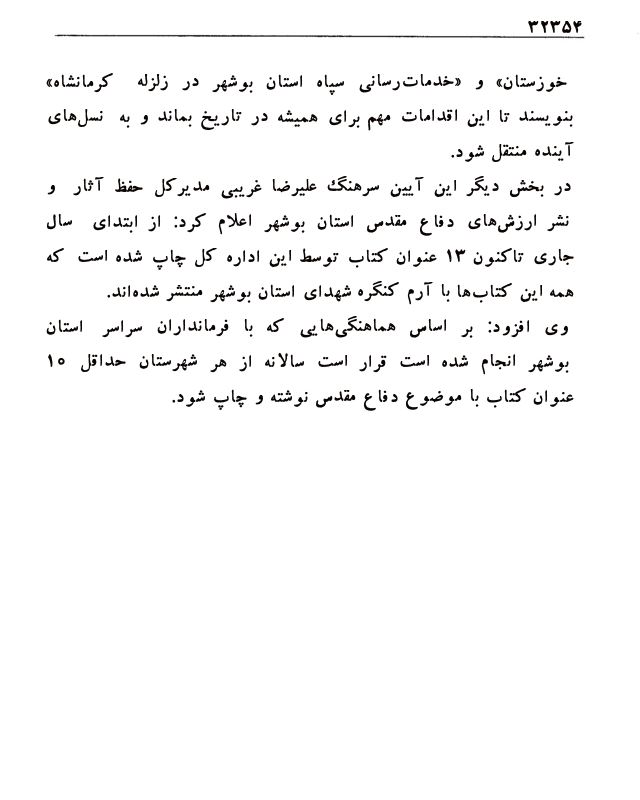 ۳۲۳۵۴
خوزستان» و «خدمات‌رسانی سپاه استان بوشهر در زلزله کرمانشاه»
بنویسند تا این اقدامات مهم برای همیشه در تاریخ بماند و به نسل‌های
آینده منتقل شود.
در بخش دیگر این آیین سرهنگ علیرضا غریبی مدیرکل حفظ آثار و
نشر ارزش‌های دفاع مقدس استان بوشهر اعلام کرد: از ابتدای سال
جاری تاکنون ۱۳ عنوان کتاب توسط این اداره کل چاپ شده است که
همه این کتاب‌ها با آرم کنگره شهدای استان بوشهر منتشر شده‌اند.
وی افزود: بر اساس هماهنگی‌هایی که با فرمانداران سراسر استان
بوشهر انجام شده است قرار است سالانه از هر شهرستان حداقل ۱۰
عنوان کتاب با موضوع دفاع مقدس نوشته و چاپ شود.